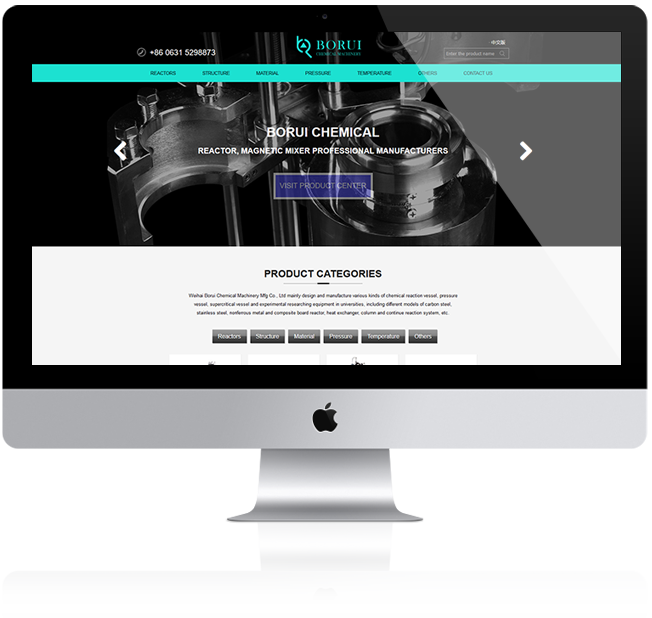 +86 0631 5298873
BORUI
CHEMICAL MACHINERY
中文版
Enter the product name
REACTORS
STRUCTURE
MATERIAL
PRESSURE
TEMPERATURE
OTHERS
CONTACT US
BORUI CHEMICAL
REACTOR, MAGNETIC MIXER PROFESSIONAL MANUFACTURERS
VISIT PRODUCT CENTER
PRODUCT CATEGORIES
Weihai Borui Chemical Machinery Mfg Co., Ltd mainly design and manufacture various kinds of chemical reaction vessel, pressure
vessel, supercritical vessel and experimental researching equipment in universities, including different models of carbon steel,
stainless steel, nonferrous metal and composite board reactor, heat exchanger, column and continue reaction system, etc.
Reactors
Structure
Material
Pressure
Temperature
Others